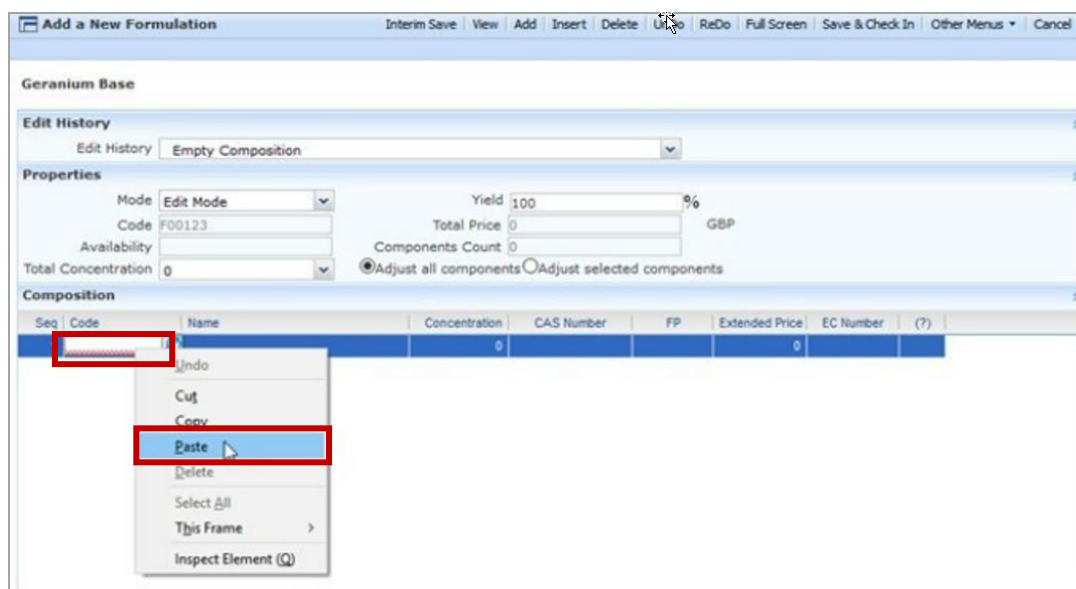 Add a New Formulation Interim Save View Add Insert Delete Undo ReDo Full Screen Save & Check In Other Menus Cancel
Geranium Base
Edit History
Edit History Empty Composition
Properties
Mode Edit Mode Yield 100 %
Code F00123 Total Price 0 GBP
Availability Components Count 0
Total Concentration 0 Adjust all components Adjust selected components
Composition
Seq Code Name Concentration CAS Number FP Extended Price EC Number (?)
0 0
Undo
Cut
Copy
Paste
Delete
Select All
This Frame >
Inspect Element (Q)